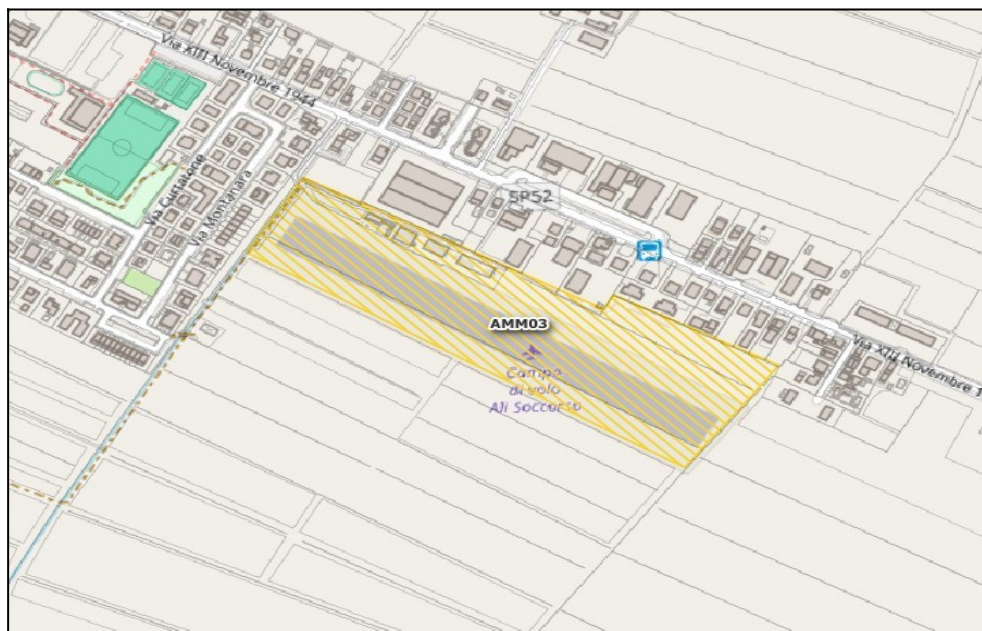 Via XIII Novembre 1944
Via Curtatone
Via Montanara
SP52
AMM03
Campo
di volo
Ali Soccorso
Via XIII Novembre 1